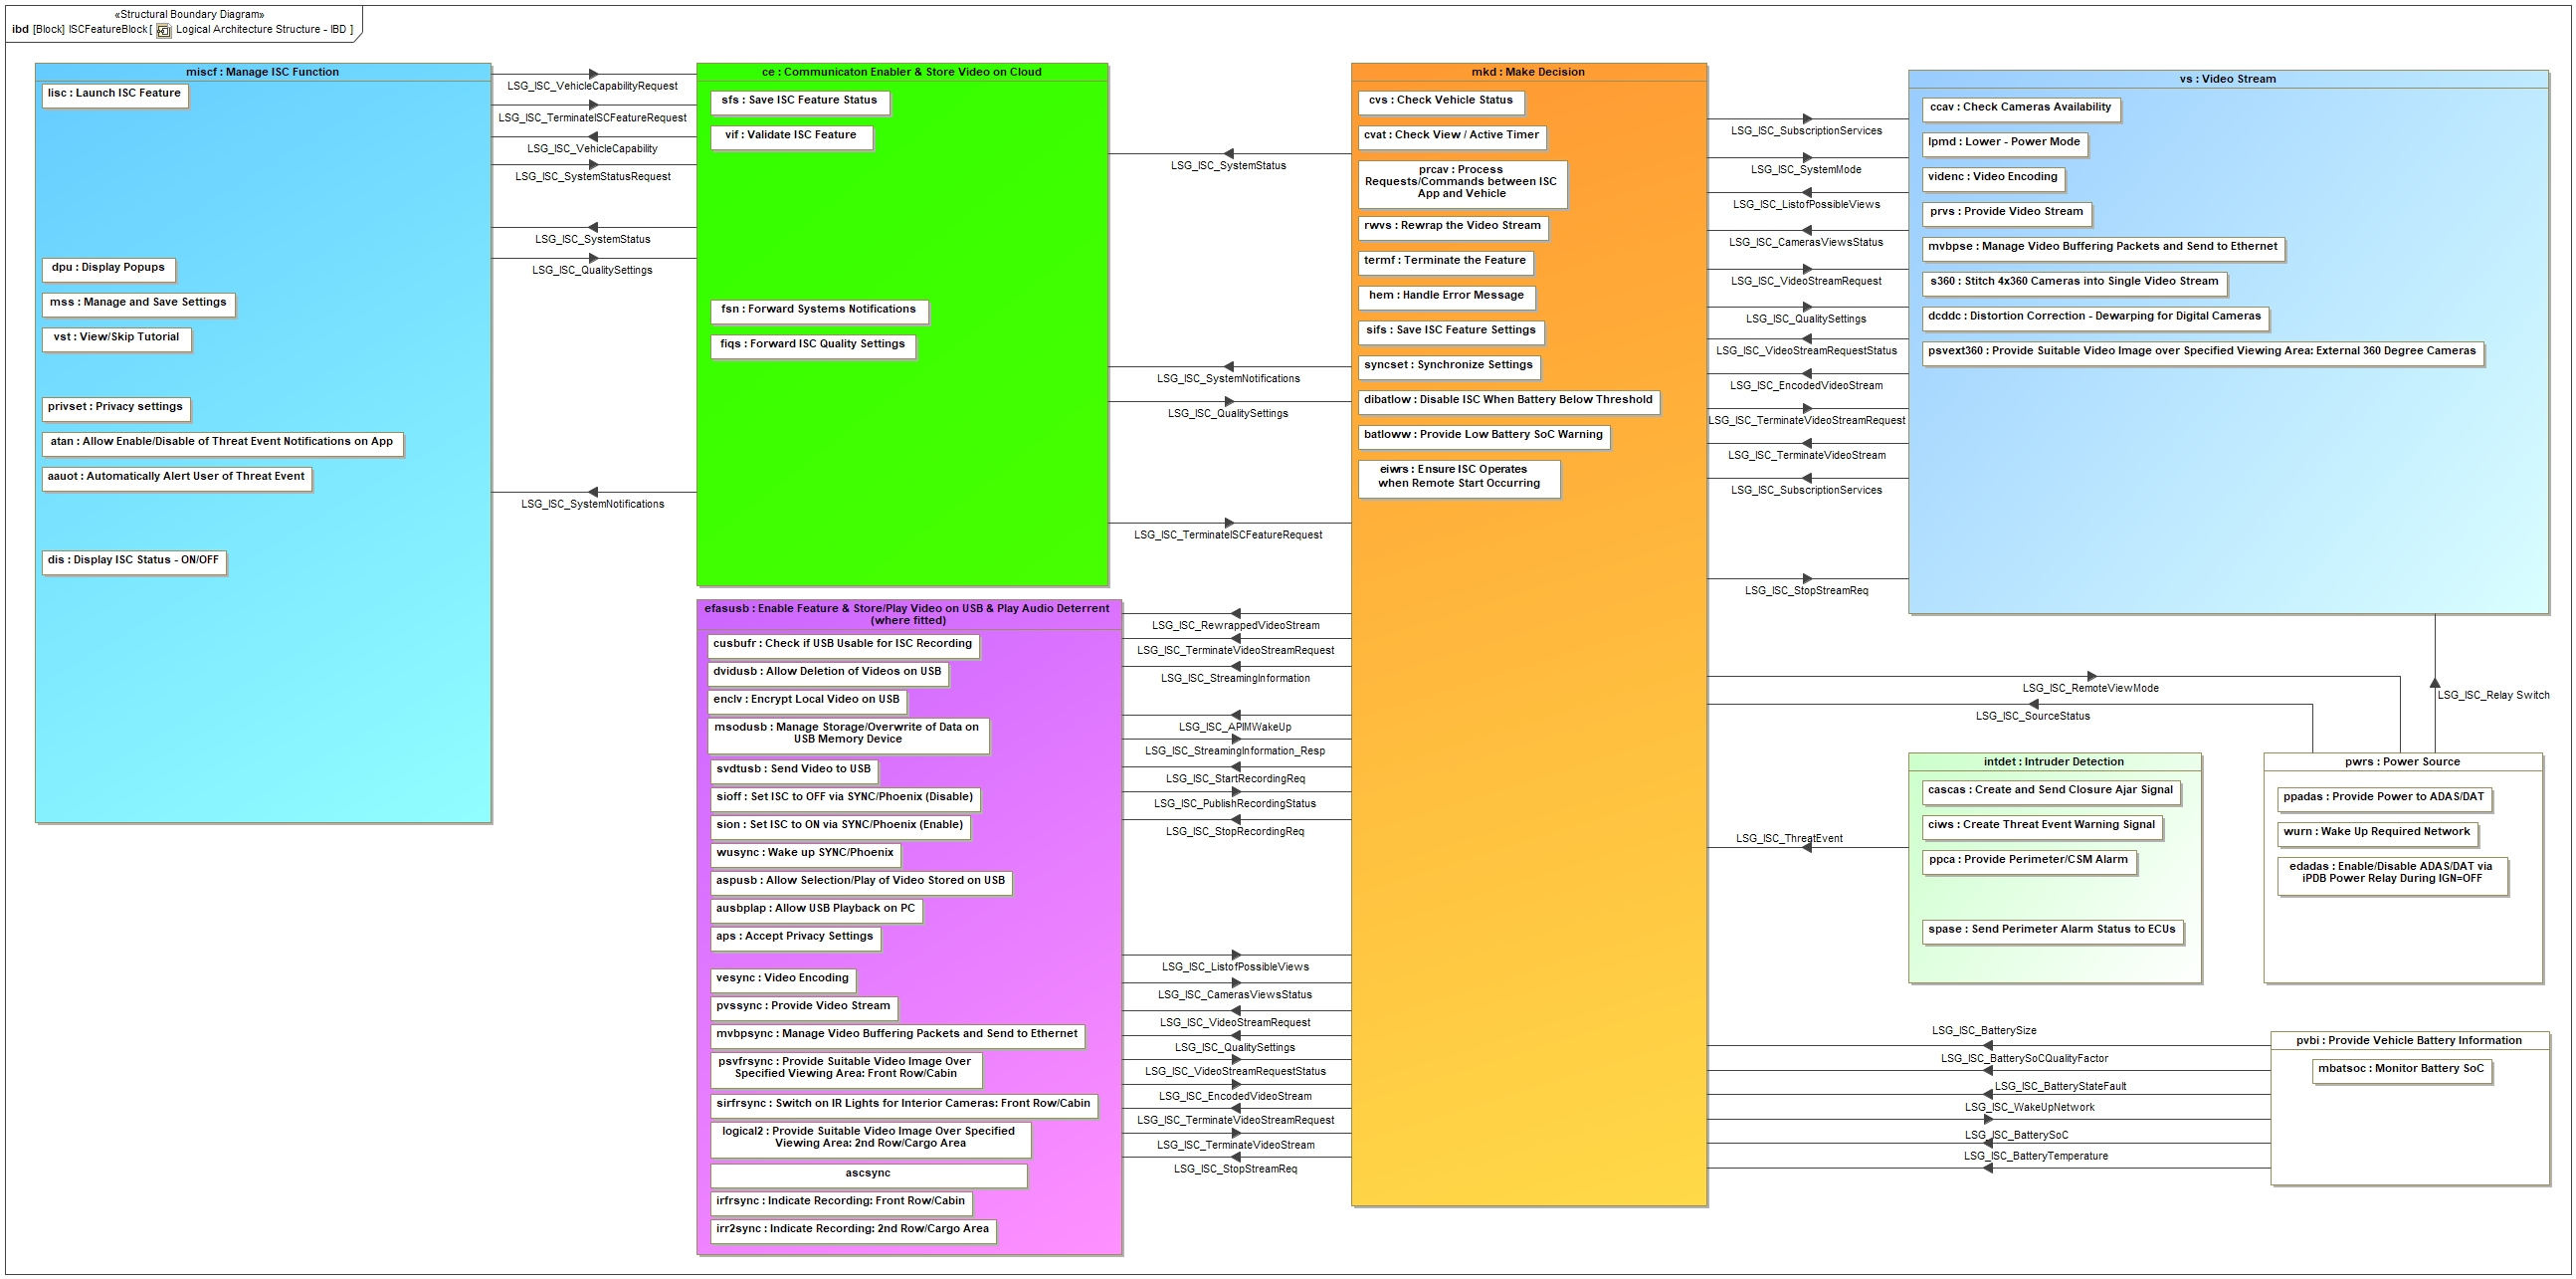 «Structural Boundary Diagram»
ibd [Block] ISCFeatureBlock[ Logical Architecture Structure - IBD ]
miscf : Manage ISC Function
lisc : Launch ISC Feature
dpu : Display Popups
mss : Manage and Save Settings
vst : View/Skip Tutorial
privset : Privacy settings
atan : Allow Enable/Disable of Threat Event Notifications on App
aauot : Automatically Alert User of Threat Event
dis : Display ISC Status - ON/OFF
LSG_ISC_VehicleCapabilityRequest
LSG_ISC_TerminateISCFeatureRequest
LSG_ISC_VehicleCapability
LSG_ISC_SystemStatusRequest
LSG_ISC_SystemStatus
LSG_ISC_QualitySettings
LSG_ISC_SystemNotifications
ce : Communicaton Enabler & Store Video on Cloud
sfs : Save ISC Feature Status
vif : Validate ISC Feature
fsn : Forward Systems Notifications
fiqs : Forward ISC Quality Settings
LSG_ISC_SystemStatus
LSG_ISC_SystemNotifications
LSG_ISC_QualitySettings
LSG_ISC_TerminateISCFeatureRequest
efasusb : Enable Feature & Store/Play Video on USB & Play Audio Deterrent
(where fitted)
cusbufr : Check if USB Usable for ISC Recording
dvidusb : Allow Deletion of Videos on USB
enclv : Encrypt Local Video on USB
msodusb : Manage Storage/Overwrite of Data on
USB Memory Device
svdtusb : Send Video to USB
sioff : Set ISC to OFF via SYNC/Phoenix (Disable)
sion : Set ISC to ON via SYNC/Phoenix (Enable)
wusync : Wake up SYNC/Phoenix
aspusb : Allow Selection/Play of Video Stored on USB
ausbplap : Allow USB Playback on PC
aps : Accept Privacy Settings
vesync : Video Encoding
pvssync : Provide Video Stream
mvbpsync : Manage Video Buffering Packets and Send to Ethernet
psvfrsync : Provide Suitable Video Image Over
Specified Viewing Area: Front Row/Cabin
sirfrsync : Switch on IR Lights for Interior Cameras: Front Row/Cabin
logical2 : Provide Suitable Video Image Over Specified
Viewing Area: 2nd Row/Cargo Area
ascsync
irfrsync : Indicate Recording: Front Row/Cabin
irr2sync : Indicate Recording: 2nd Row/Cargo Area
LSG_ISC_RewrappedVideoStream
LSG_ISC_TerminateVideoStreamRequest
LSG_ISC_StreamingInformation
LSG_ISC_APIMWakeUp
LSG_ISC_StreamingInformation_Resp
LSG_ISC_StartRecordingReq
LSG_ISC_PublishRecordingStatus
LSG_ISC_StopRecordingReq
LSG_ISC_ListofPossibleViews
LSG_ISC_CamerasViewsStatus
LSG_ISC_VideoStreamRequest
LSG_ISC_QualitySettings
LSG_ISC_VideoStreamRequestStatus
LSG_ISC_EncodedVideoStream
LSG_ISC_TerminateVideoStreamRequest
LSG_ISC_TerminateVideoStream
LSG_ISC_StopStreamReq
mkd : Make Decision
cvs : Check Vehicle Status
cvat : Check View / Active Timer
prcav : Process
Requests/Commands between ISC
App and Vehicle
rwvs : Rewrap the Video Stream
termf : Terminate the Feature
hem : Handle Error Message
sifs : Save ISC Feature Settings
syncset : Synchronize Settings
dibatlow : Disable ISC When Battery Below Threshold
batloww : Provide Low Battery SoC Warning
eiwrs : Ensure ISC Operates
when Remote Start Occurring
LSG_ISC_SubscriptionServices
LSG_ISC_SystemMode
LSG_ISC_ListofPossibleViews
LSG_ISC_CamerasViewsStatus
LSG_ISC_VideoStreamRequest
LSG_ISC_QualitySettings
LSG_ISC_VideoStreamRequestStatus
LSG_ISC_EncodedVideoStream
LSG_ISC_TerminateVideoStreamRequest
LSG_ISC_TerminateVideoStream
LSG_ISC_SubscriptionServices
LSG_ISC_StopStreamReq
vs : Video Stream
ccav : Check Cameras Availability
lpmd : Lower - Power Mode
videnc : Video Encoding
prvs : Provide Video Stream
mvbpse : Manage Video Buffering Packets and Send to Ethernet
s360 : Stitch 4x360 Cameras into Single Video Stream
dcddc : Distortion Correction - Dewarping for Digital Cameras
psvext360 : Provide Suitable Video Image over Specified Viewing Area: External 360 Degree Cameras
LSG_ISC_RemoteViewMode
LSG_ISC_SourceStatus
LSG_ISC_Relay Switch
intdet : Intruder Detection
cascas : Create and Send Closure Ajar Signal
ciws : Create Threat Event Warning Signal
ppca : Provide Perimeter/CSM Alarm
spase : Send Perimeter Alarm Status to ECUs
LSG_ISC_ThreatEvent
pwrs : Power Source
ppadas : Provide Power to ADAS/DAT
wurn : Wake Up Required Network
edadas : Enable/Disable ADAS/DAT via
iPDB Power Relay During IGN=OFF
LSG_ISC_BatterySize
LSG_ISC_BatterySoCQualityFactor
LSG_ISC_BatteryStateFault
LSG_ISC_WakeUpNetwork
LSG_ISC_BatterySoC
LSG_ISC_BatteryTemperature
pvbi : Provide Vehicle Battery Information
mbatsoc : Monitor Battery SoC